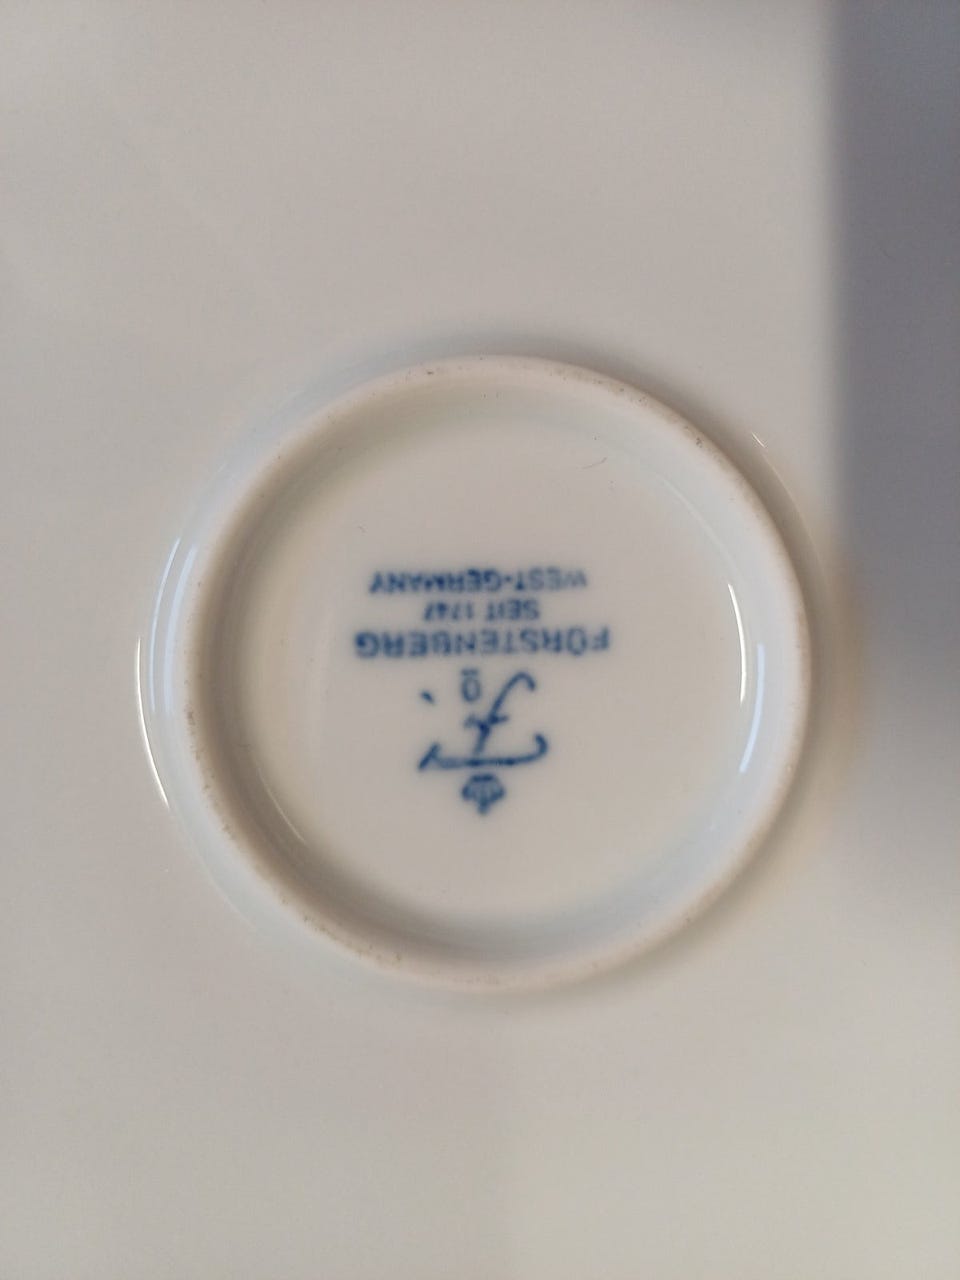 F
O
FÜRSTENBERG
SEIT 1747
WEST-GERMANY